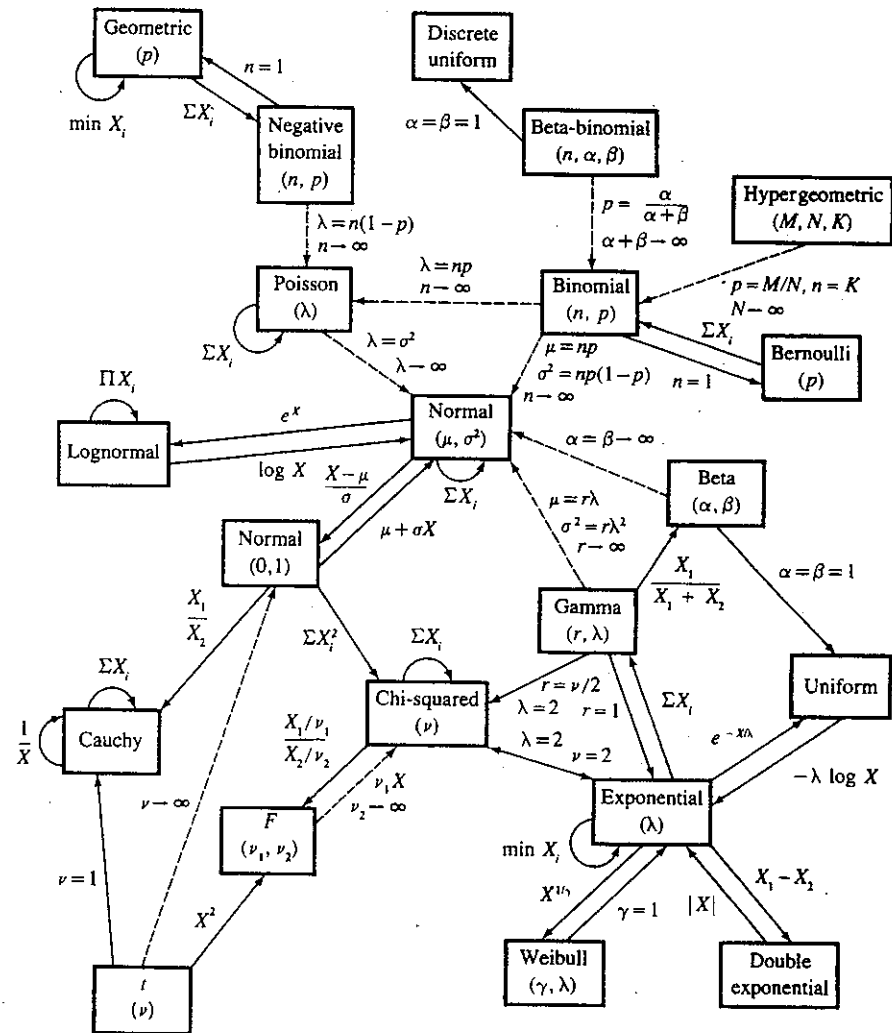 Geometric
(p)
min X_i
n = 1
ΣX_i
Negative
binomial
(n, p)
Discrete
uniform
α = β = 1
Beta-binomial
(n, α, β)
p = α / (α + β)
α + β → ∞
Hypergeometric
(M, N, K)
λ = n(1 − p)
n → ∞
λ = np
n → ∞
Poisson
(λ)
ΣX_i
Binomial
(n, p)
p = M/N, n = K
N → ∞
ΣX_i
Bernoulli
(p)
n = 1
λ = σ²
λ → ∞
μ = np
σ² = np(1 − p)
n → ∞
ΠX_i
Lognormal
e^X
log X
Normal
(μ, σ²)
ΣX_i
α = β → ∞
Beta
(α, β)
(X − μ) / σ
μ + σX
Normal
(0,1)
μ = rλ
σ² = rλ²
r → ∞
X_1 / (X_1 + X_2)
α = β = 1
Gamma
(r, λ)
X_1 / X_2
ΣX_i²
ΣX_i
ΣX_i
1 / X
Cauchy
Chi-squared
(ν)
r = ν/2
λ = 2
r = 1
ΣX_i
Uniform
e^(−X/λ)
−λ log X
(X_1/ν_1) / (X_2/ν_2)
ν_1X
ν_2 → ∞
λ = 2
ν = 2
ν → ∞
F
(ν_1, ν_2)
Exponential
(λ)
min X_i
ν = 1
X²
X^(1/γ)
γ = 1
|X|
X_1 − X_2
t
(ν)
Weibull
(γ, λ)
Double
exponential